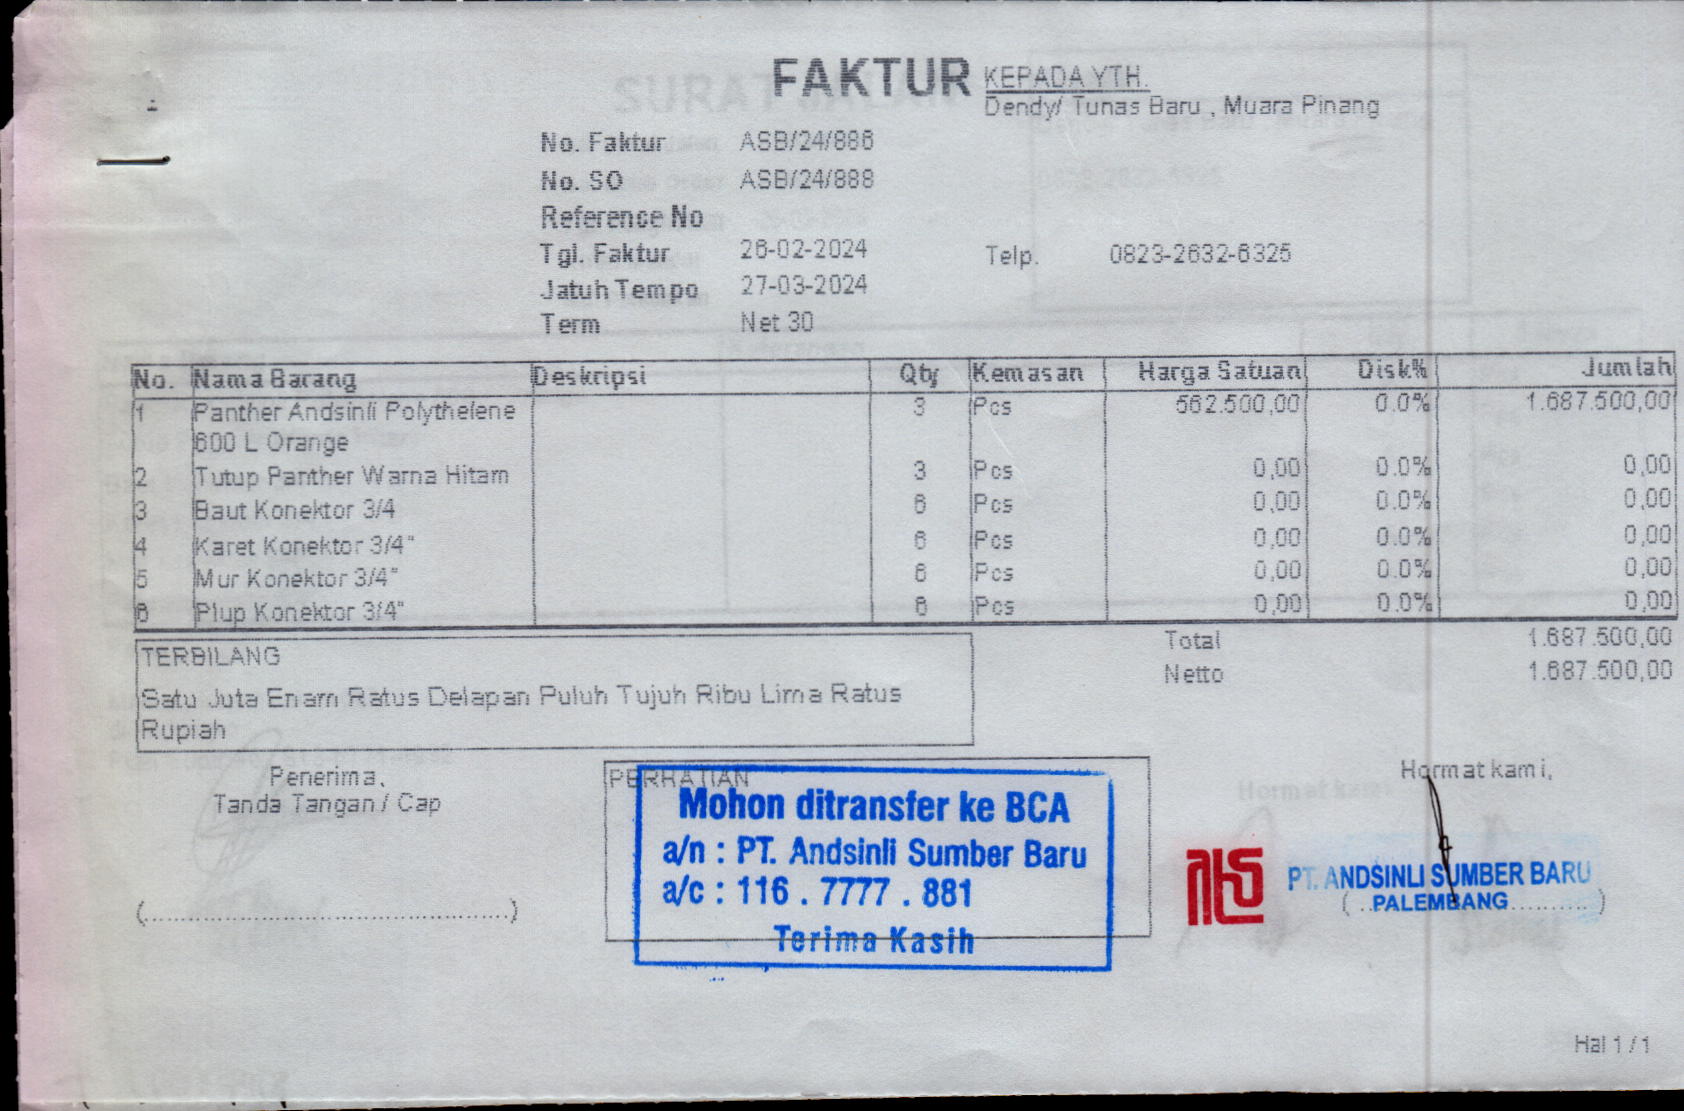 FAKTUR
KEPADA YTH.
Dendy/ Tunas Baru , Muara Pinang
No. Faktur ASB/24/886
No. SO ASB/24/888
Reference No
Tgl. Faktur 26-02-2024
Telp. 0823-2632-6325
Jatuh Tempo 27-03-2024
Term Net 30
No. Nama Barang Deskripsi Qty Kemasan Harga Satuan Disk% Jumlah
1 Panther Andsinli Polythelene 3 Pcs 562.500,00 0.0% 1.687.500,00
600 L Orange
2 Tutup Panther Warna Hitam 3 Pcs 0,00 0.0% 0,00
3 Baut Konektor 3/4 6 Pcs 0,00 0.0% 0,00
4 Karet Konektor 3/4" 6 Pcs 0,00 0.0% 0,00
5 Mur Konektor 3/4" 6 Pcs 0,00 0.0% 0,00
6 Plup Konektor 3/4" 6 Pcs 0,00 0.0% 0,00
Total 1.687.500,00
Netto 1.687.500,00
TERBILANG
Satu Juta Enam Ratus Delapan Puluh Tujuh Ribu Lima Ratus
Rupiah
Penerima,
Tanda Tangan / Cap
(................................................)
PERHATIAN
Mohon ditransfer ke BCA
a/n : PT. Andsinli Sumber Baru
a/c : 116 . 7777 . 881
Terima Kasih
Hormat kami,
PT. ANDSINLI SUMBER BARU
PALEMBANG
Hal 1 / 1